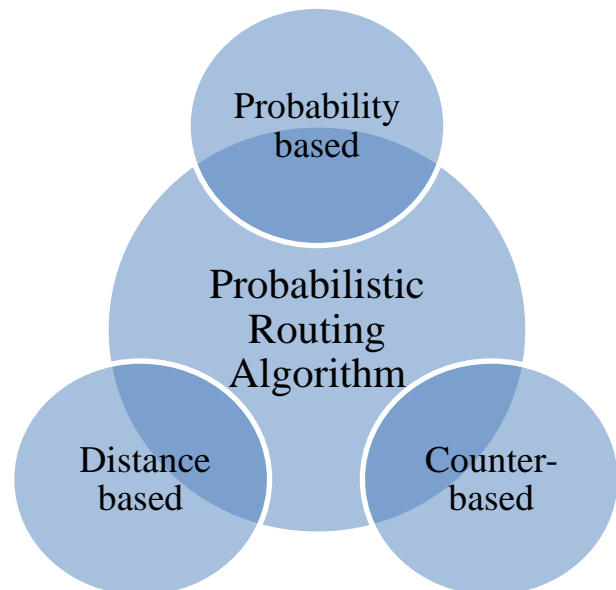 Probability
based
Probabilistic
Routing
Algorithm
Distance
based
Counter-
based